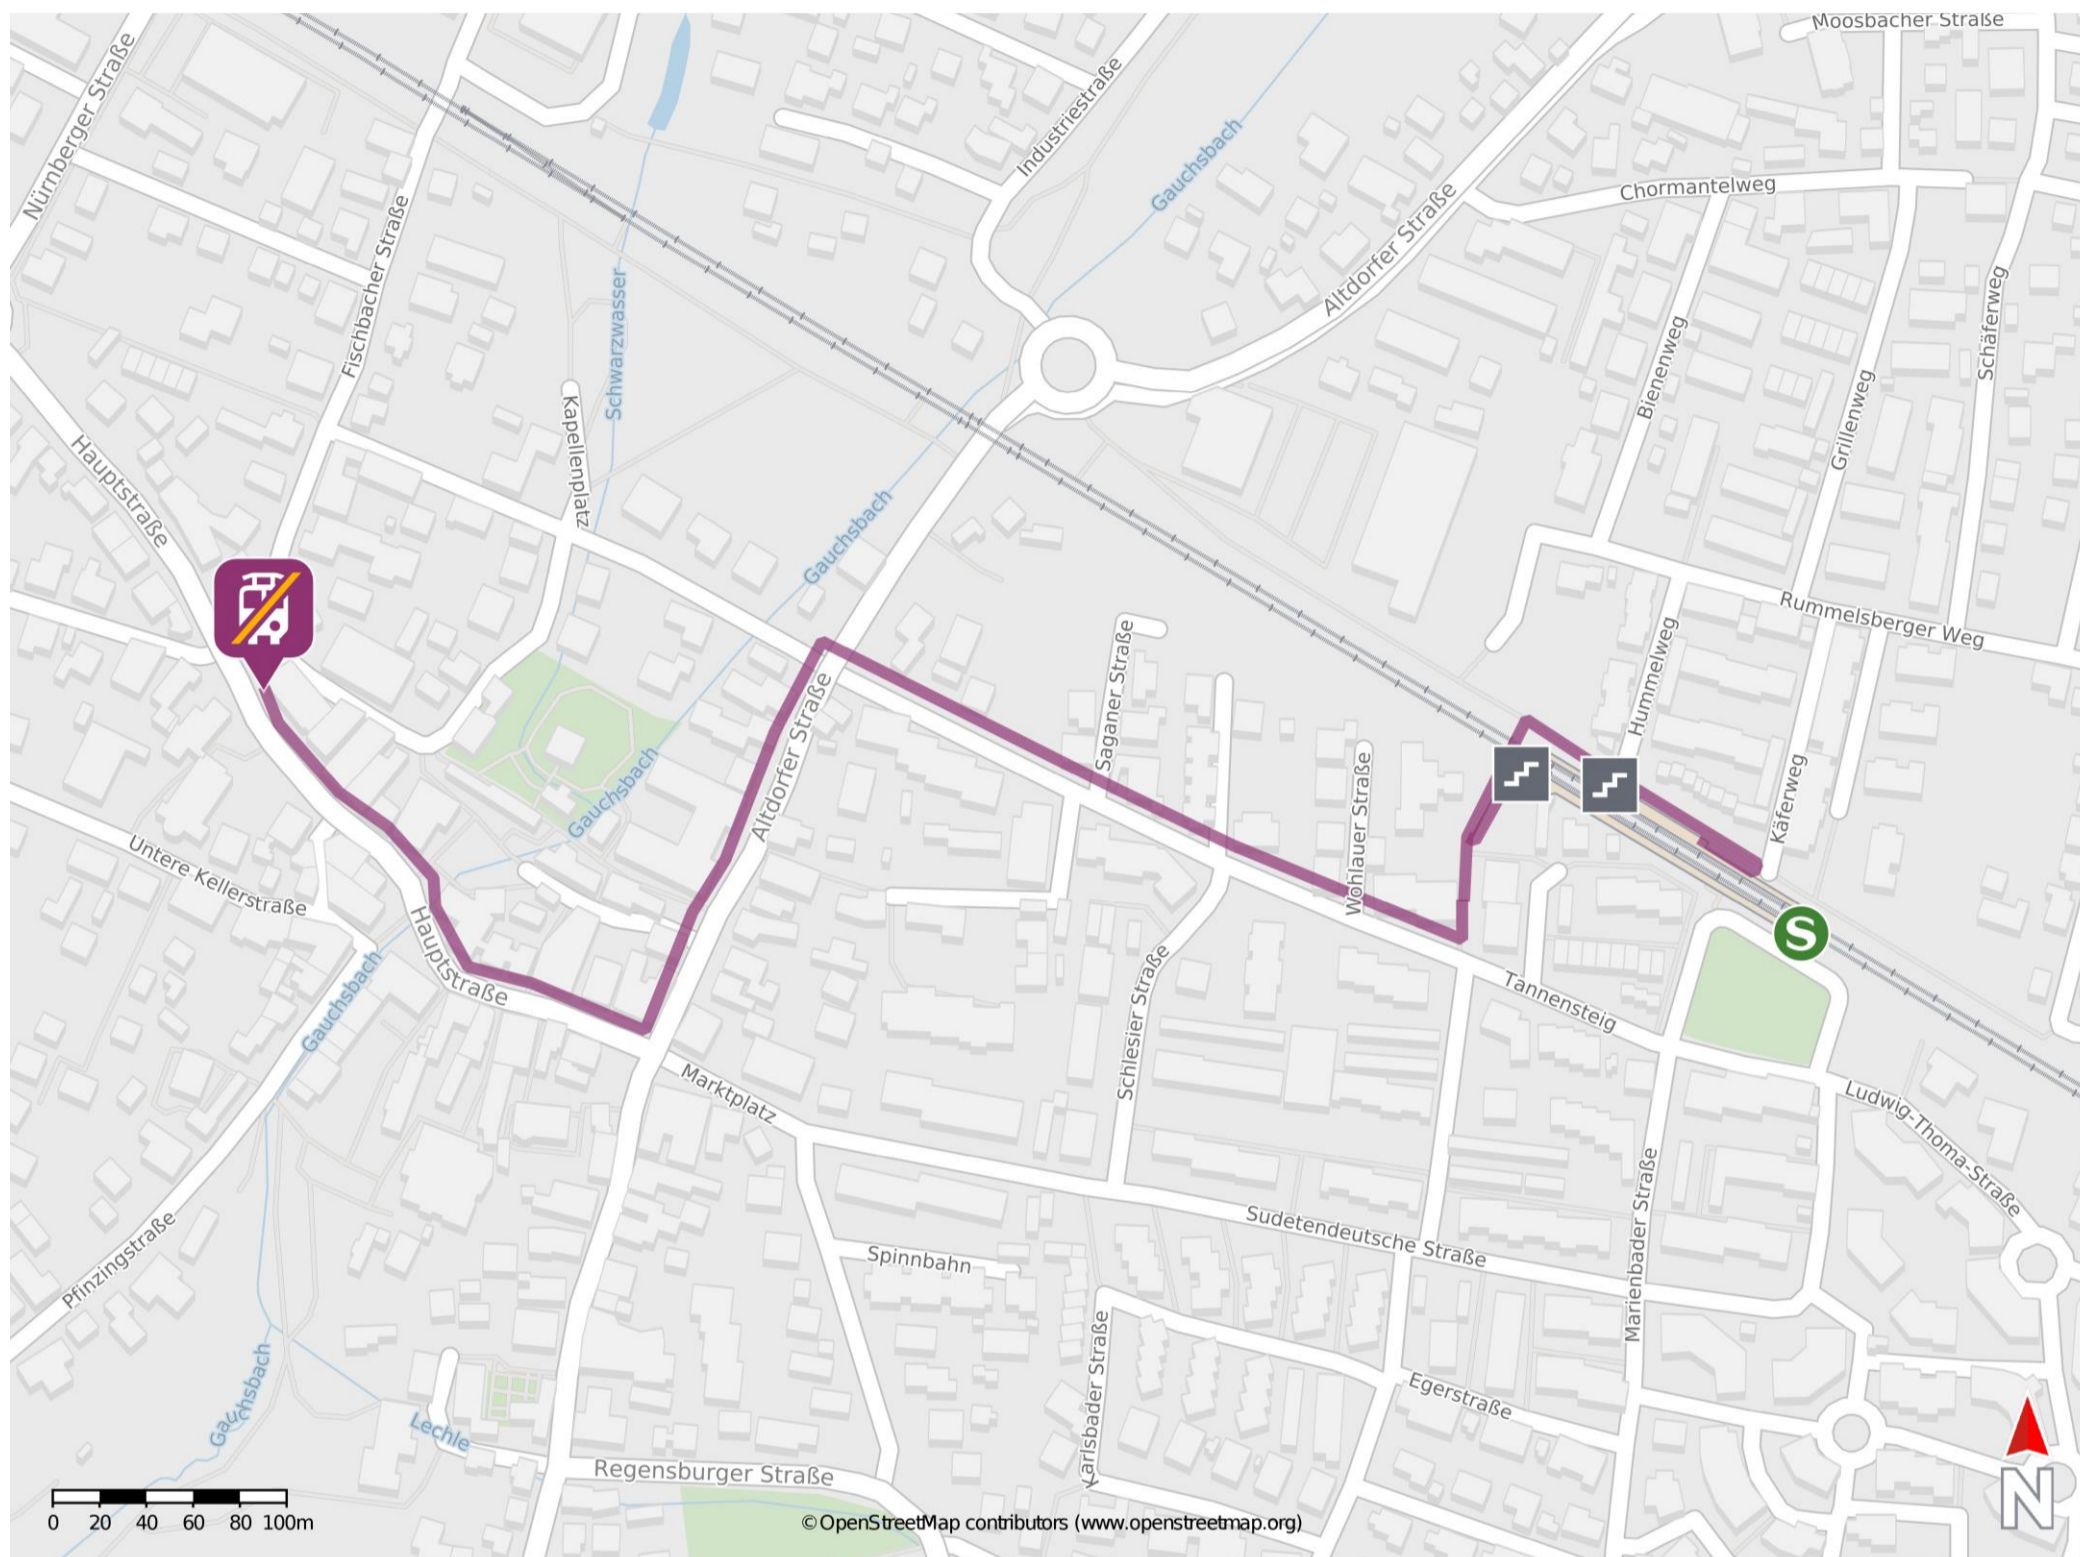 Moosbacher Straße
Nürnberger Straße
Industriestraße
Gauchsbach
Chormantelweg
Fischbacher Straße
Altdorfer Straße
Schwarzwasser
Schäferweg
Bienenweg
Grillenweg
Kapellenplatz
Hauptstraße
Gauchsbach
Rummelsberger Weg
Saganer Straße
Hummelweg
Altdorfer Straße
Gauchsbach
Wohlauer Straße
Käferweg
Untere Kellerstraße
S
Hauptstraße
Gauchsbach
Schlesier Straße
Tannensteig
Marktplatz
Ludwig-Thoma-Straße
Pfinzingstraße
Sudetendeutsche Straße
Marienbader Straße
Spinnbahn
Karlsbader Straße
Gauchsbach
Egerstraße
Lechle
Regensburger Straße
N
0 20 40 60 80 100m
© OpenStreetMap contributors (www.openstreetmap.org)